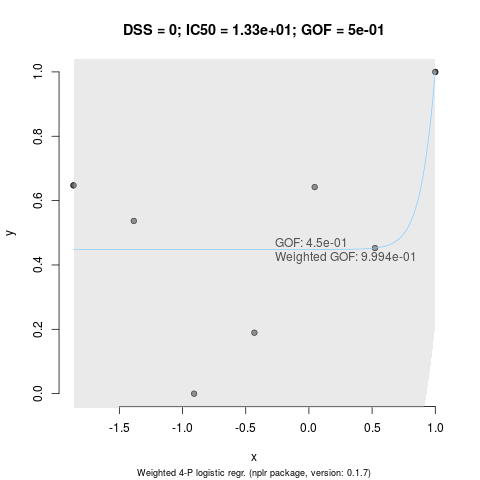 DSS = 0; IC50 = 1.33e+01; GOF = 5e-01
1.0
0.8
0.6
0.4
0.2
0.0
y
GOF: 4.5e-01
Weighted GOF: 9.994e-01
-1.5 -1.0 -0.5 0.0 0.5 1.0
x
Weighted 4-P logistic regr. (nplr package, version: 0.1.7)